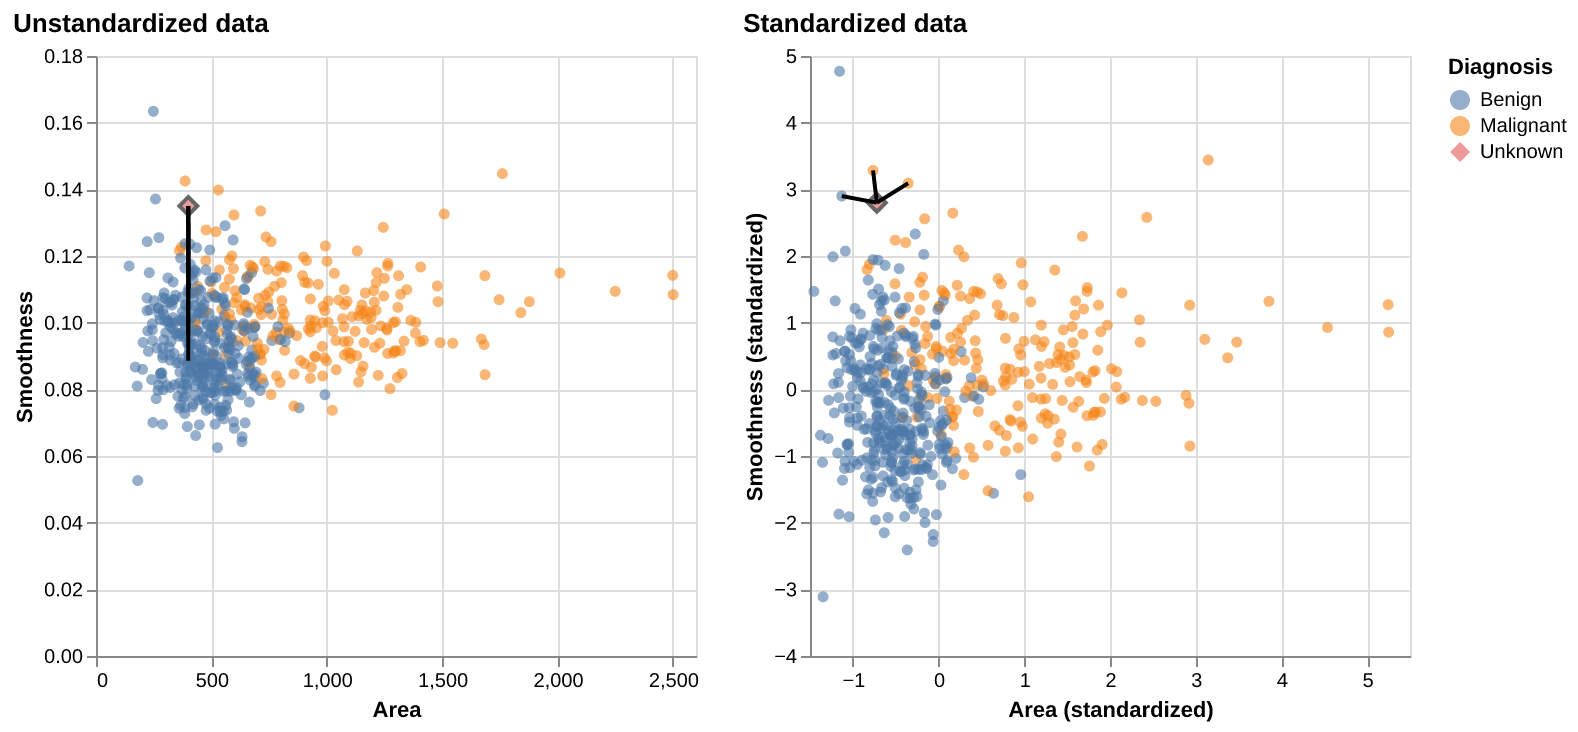 Unstandardized data
0.18
0.16
0.14
0.12
0.10
0.08
0.06
0.04
0.02
0.00
Smoothness
0 500 1,000 1,500 2,000 2,500
Area
Standardized data
5
4
3
2
1
0
−1
−2
−3
−4
Smoothness (standardized)
−1 0 1 2 3 4 5
Area (standardized)
Diagnosis
Benign
Malignant
Unknown